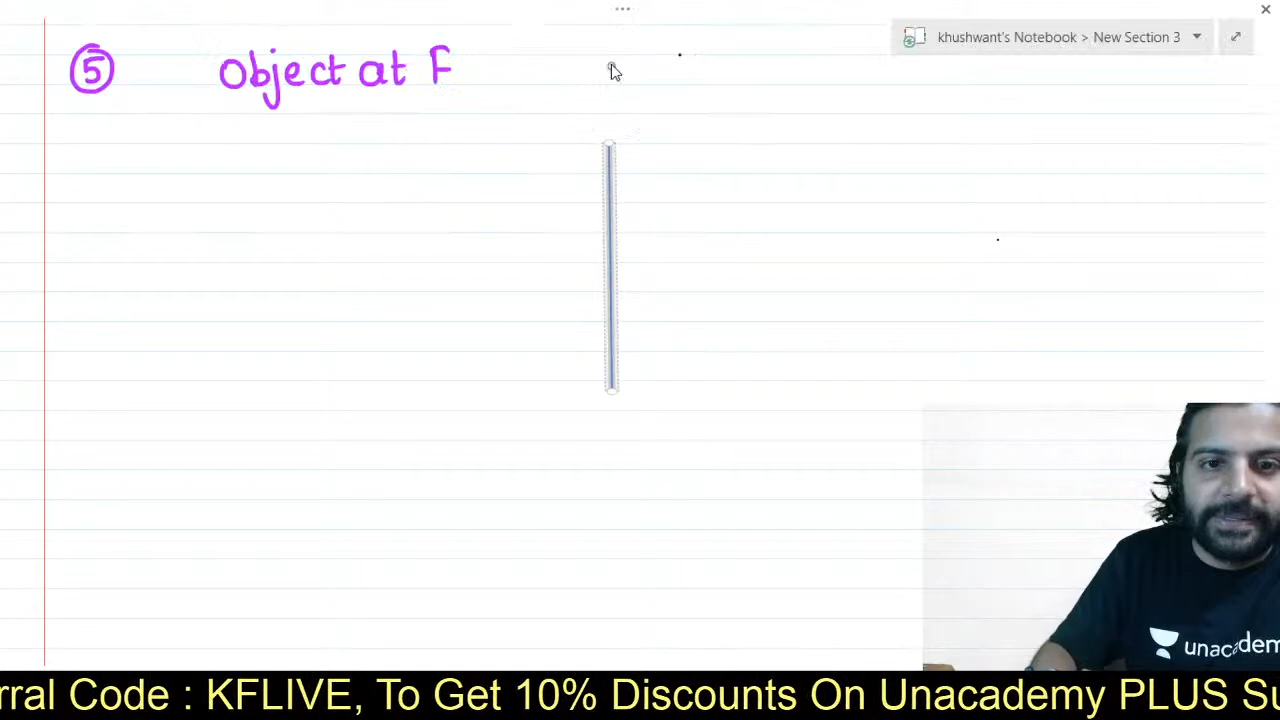 khushwant's Notebook > New Section 3
5 Object at F
unacadem
rral Code : KFLIVE, To Get 10% Discounts On Unacademy PLUS Su